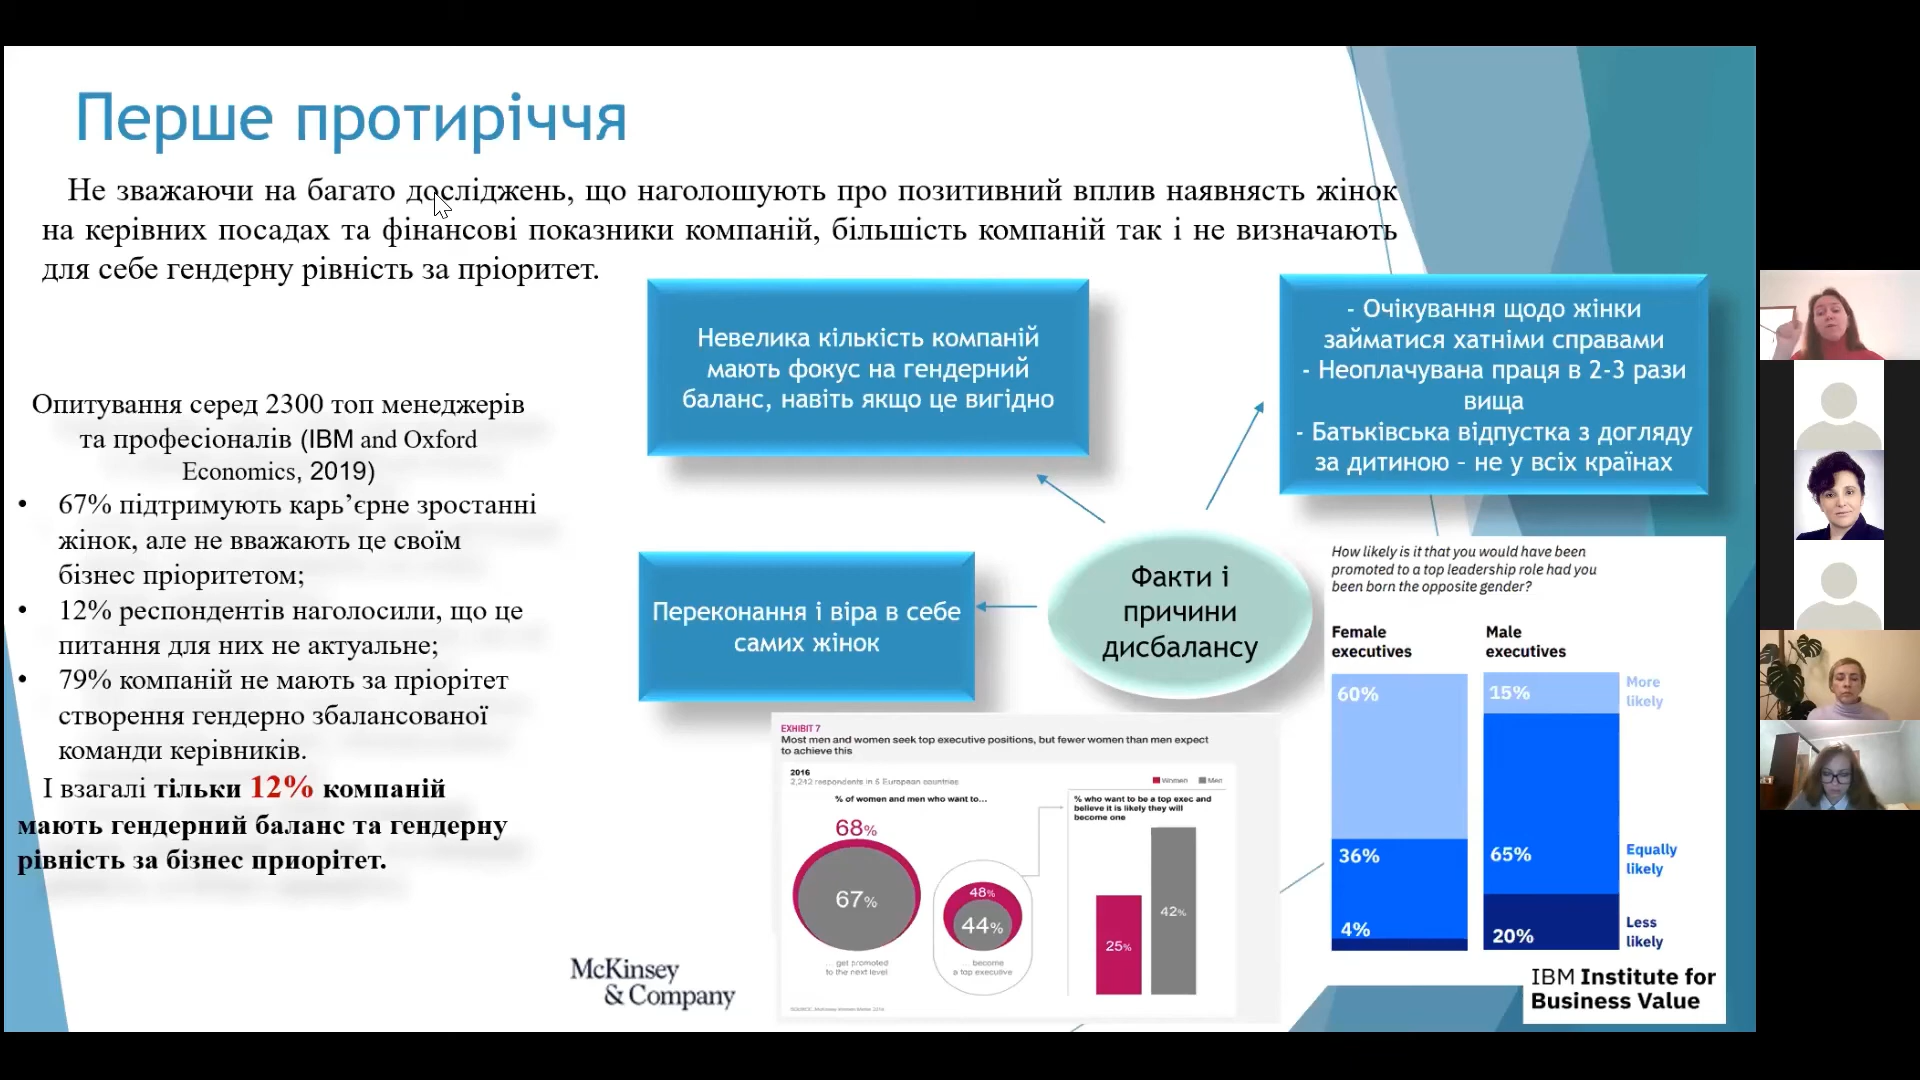 Перше протиріччя
Не зважаючи на багато досліджень, що наголошують про позитивний вплив наявнясть жінок
на керівних посадах та фінансові показники компаній, більшість компаній так і не визначають
для себе гендерну рівність за пріоритет.
Невелика кількість компаній
мають фокус на гендерний
баланс, навіть якщо це вигідно
- Очікування щодо жінки
займатися хатніми справами
- Неоплачувана праця в 2-3 рази
вища
- Батьківська відпустка з догляду
за дитиною – не у всіх країнах
Опитування серед 2300 топ менеджерів
та професіоналів (IBM and Oxford
Economics, 2019)
• 67% підтримують карь’єрне зростанні
жінок, але не вважають це своїм
бізнес пріоритетом;
• 12% респондентів наголосили, що це
питання для них не актуальне;
• 79% компаній не мають за пріорітет
створення гендерно збалансованої
команди керівників.
І взагалі тільки 12% компаній
мають гендерний баланс та гендерну
рівність за бізнес приорітет.
Переконання і віра в себе
самих жінок
Факти і
причини
дисбалансу
How likely is it that you would have been
promoted to a top leadership role had you
been born the opposite gender?
Female
executives
Male
executives
60%
15%
More
likely
36%
65%
Equally
likely
4%
20%
Less
likely
IBM Institute for
Business Value
EXHIBIT 7
Most men and women seek top executive positions, but fewer women than men expect
to achieve this
2016
2,242 respondents in 5 European countries
Women
Men
% of women and men who want to...
% who want to be a top exec and
believe it is likely they will
become one
68%
67%
48%
44%
25%
42%
... get promoted
to the next level
... become
a top executive
McKinsey
& Company